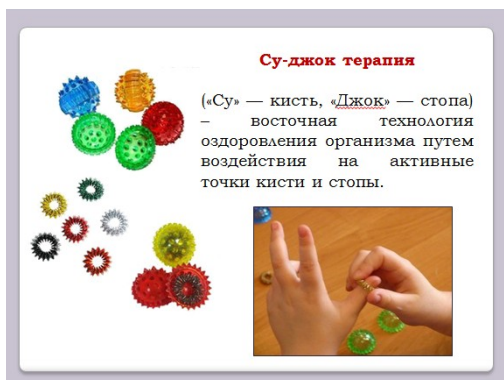 Су-джок терапия
(«Су» — кисть, «Джок» — стопа)
– восточная технология
оздоровления организма путем
воздействия на активные
точки кисти и стопы.